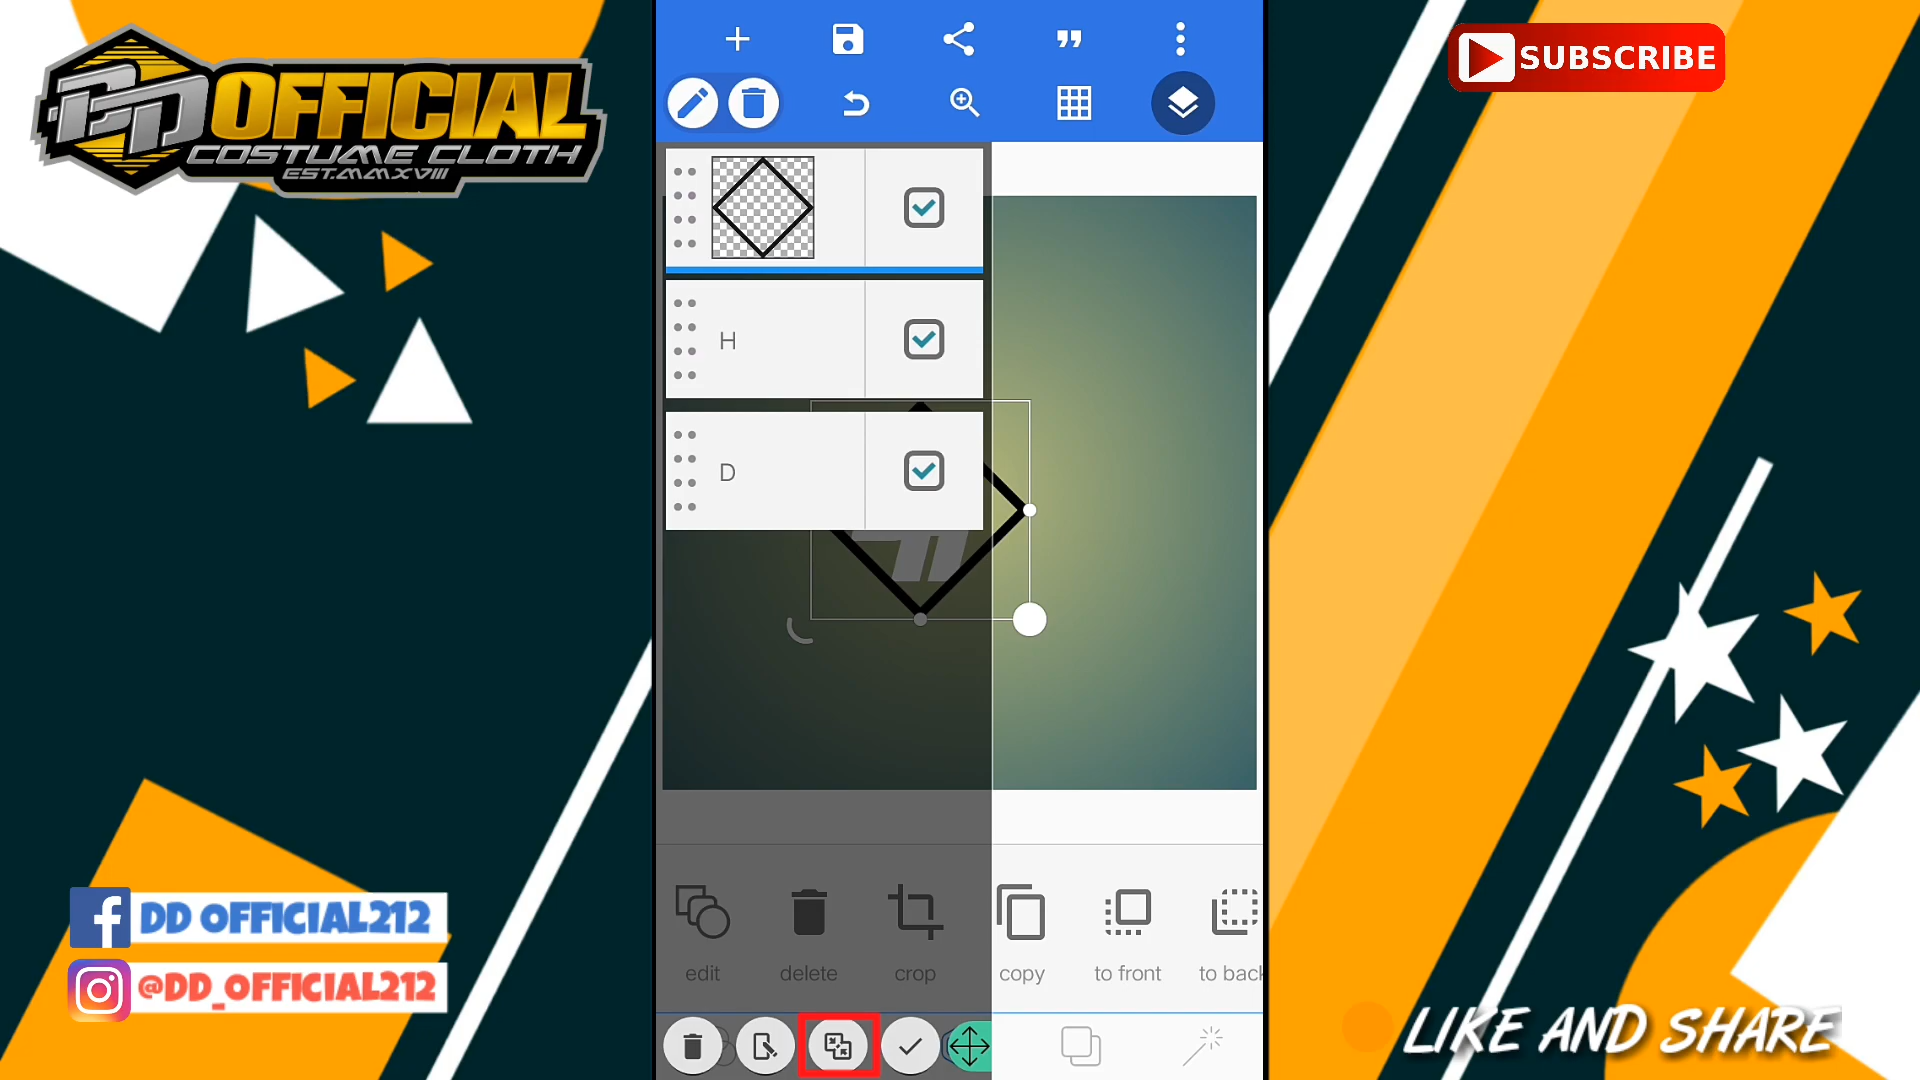 DD OFFICIAL
COSTUME CLOTH
EST.MMXVIII
SUBSCRIBE
H
D
edit
delete
crop
copy
to front
to back
DD OFFICIAL212
@DD_OFFICIAL212
LIKE AND SHARE